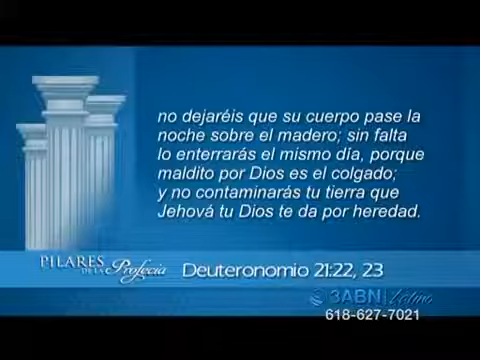 no dejaréis que su cuerpo pase la
noche sobre el madero; sin falta
lo enterrarás el mismo día, porque
maldito por Dios es el colgado;
y no contaminarás tu tierra que
Jehová tu Dios te da por heredad.
PILARES
DE LA Profecia
Deuteronomio 21:22, 23
3ABN Latino
618-627-7021